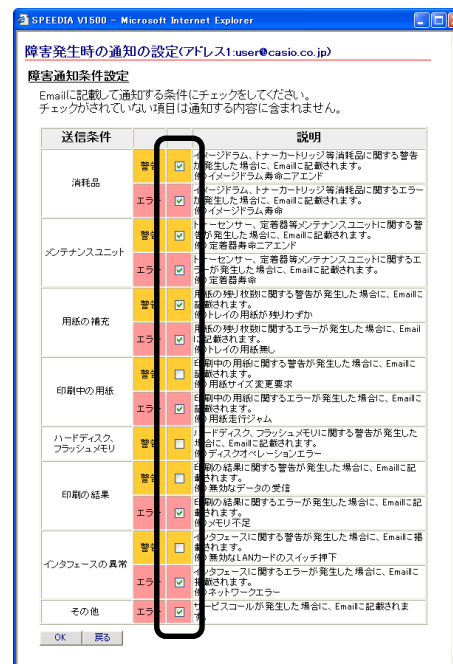 SPEEDIA V1500 - Microsoft Internet Explorer
障害発生時の通知の設定(アドレス1:user@casio.co.jp)
障害通知条件設定
Emailに記載して通知する条件にチェックをしてください。
チェックがされていない項目は通知する内容に含まれません。
送信条件 説明
消耗品
警告
イメージドラム、トナーカートリッジ等消耗品に関する警告
が発生した場合に、Emailに記載されます。
例)イメージドラム寿命ニアエンド
エラー
イメージドラム、トナーカートリッジ等消耗品に関するエラー
が発生した場合に、Emailに記載されます。
例)イメージドラム寿命
メンテナンスユニット
警告
トナーセンサー、定着器等メンテナンスユニットに関する警
告が発生した場合に、Emailに記載されます。
例)定着器寿命ニアエンド
エラー
トナーセンサー、定着器等メンテナンスユニットに関するエ
ラーが発生した場合に、Emailに記載されます。
例)定着器寿命
用紙の補充
警告
用紙の残り枚数に関する警告が発生した場合に、Emailに
記載されます。
例)トレイの用紙が残りわずか
エラー
用紙の残り枚数に関するエラーが発生した場合に、Email
に記載されます。
例)トレイの用紙無し
印刷中の用紙
警告
印刷中の用紙に関する警告が発生した場合に、Emailに
記載されます。
例)用紙サイズ変更要求
エラー
印刷中の用紙に関するエラーが発生した場合に、Emailに
記載されます。
例)用紙走行ジャム
ハードディスク、
フラッシュメモリ
警告
ハードディスク、フラッシュメモリに関する警告が発生した
場合に、Emailに記載されます。
例)ディスクオペレーションエラー
印刷の結果
警告
印刷の結果に関する警告が発生した場合に、Emailに記
載されます。
例)無効なデータの受信
エラー
印刷の結果に関するエラーが発生した場合に、Emailに記
載されます。
例)メモリ不足
インタフェースの異常
警告
インタフェースに関する警告が発生した場合に、Emailに掲
載されます。
例)無効なLANカードのスイッチ押下
エラー
インタフェースに関するエラーが発生した場合に、Emailに
掲載されます。
例)ネットワークエラー
その他
エラー
サービスコールが発生した場合に、Emailに記載されま
す。
OK 戻る